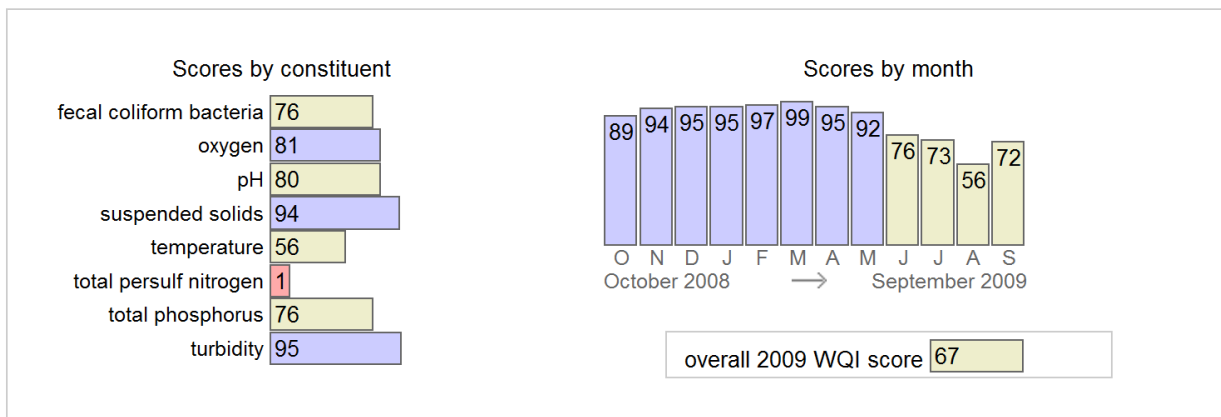 Scores by constituent
fecal coliform bacteria 76
oxygen 81
pH 80
suspended solids 94
temperature 56
total persulf nitrogen 1
total phosphorus 76
turbidity 95
Scores by month
89 94 95 95 97 99 95 92 76 73 56 72
O N D J F M A M J J A S
October 2008 → September 2009
overall 2009 WQI score 67